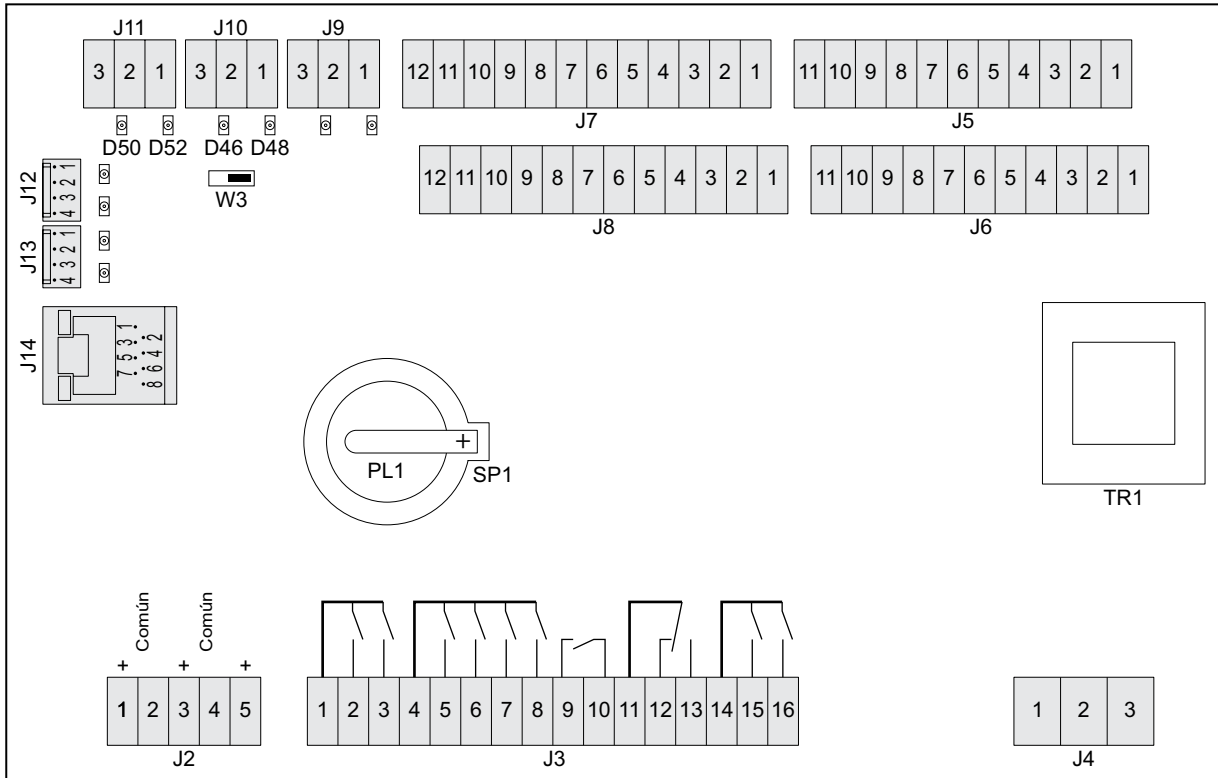 J11 J10 J9
3 2 1 3 2 1 3 2 1 12 11 10 9 8 7 6 5 4 3 2 1 11 10 9 8 7 6 5 4 3 2 1
J7 J5
D50 D52 D46 D48
W3
12 11 10 9 8 7 6 5 4 3 2 1 11 10 9 8 7 6 5 4 3 2 1
J8 J6
J12
4 3 2 1
J13
4 3 2 1
J14
7 5 3 1
8 6 4 2
+
PL1 SP1
TR1
Común Común
+ + +
1 2 3 4 5 1 2 3 4 5 6 7 8 9 10 11 12 13 14 15 16 1 2 3
J2 J3 J4